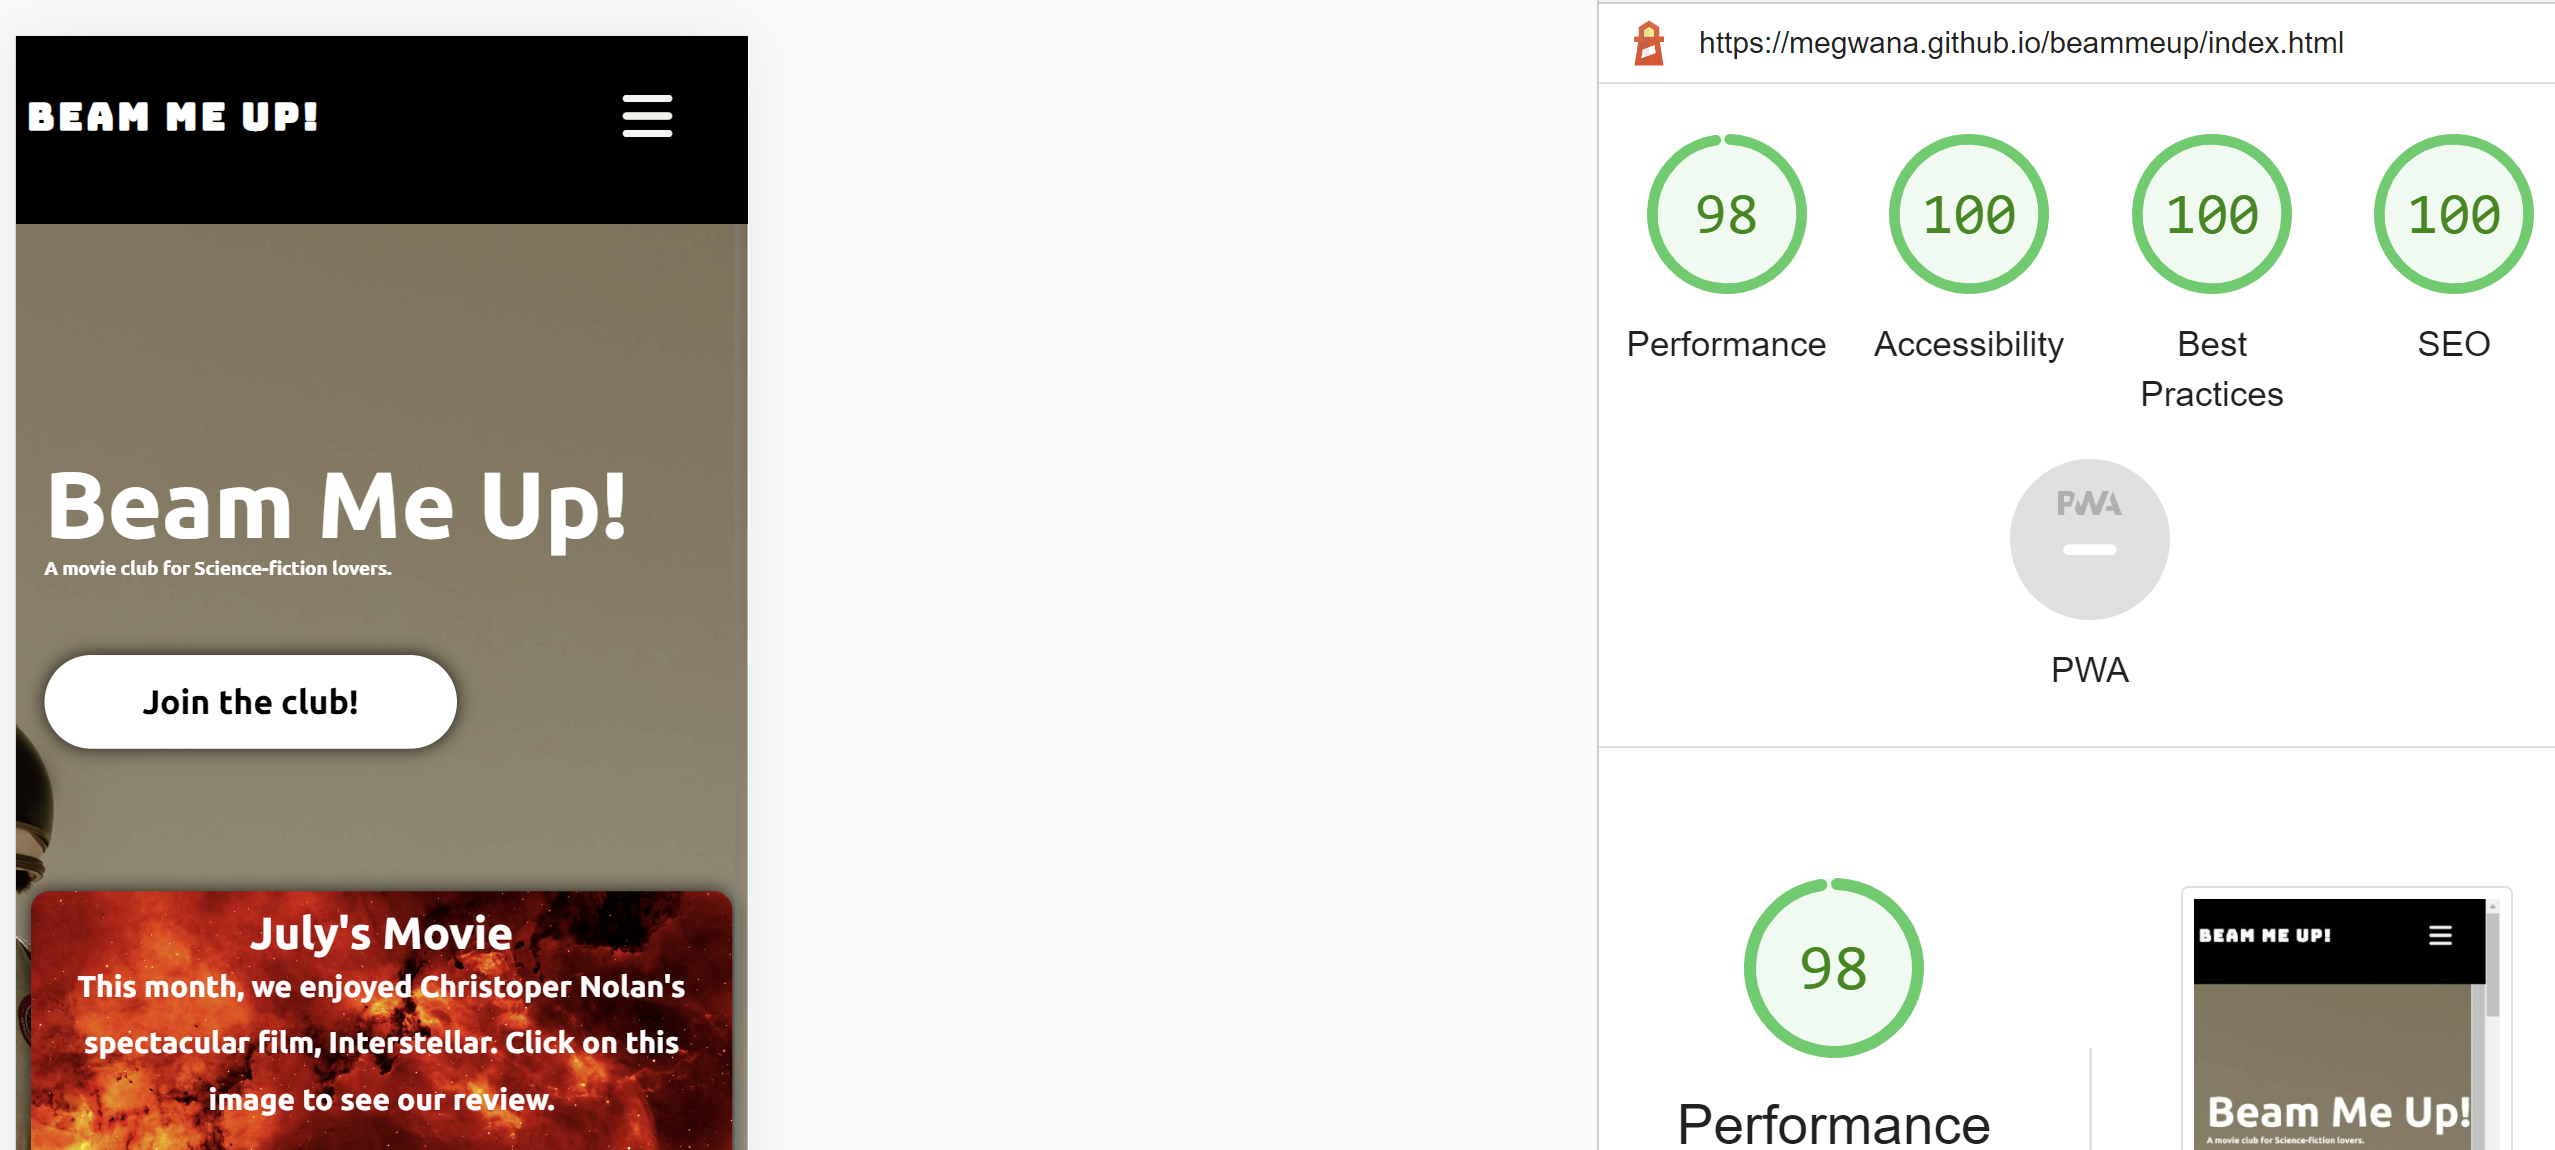 BEAM ME UP!
Beam Me Up!
A movie club for Science-fiction lovers.
Join the club!
July's Movie
This month, we enjoyed Christoper Nolan's
spectacular film, Interstellar. Click on this
image to see our review.
https://megwana.github.io/beammeup/index.html
98
100
100
100
Performance
Accessibility
Best
Practices
SEO
PWA
PWA
98
Performance
BEAM ME UP!
Beam Me Up!
A movie club for Science-fiction lovers.